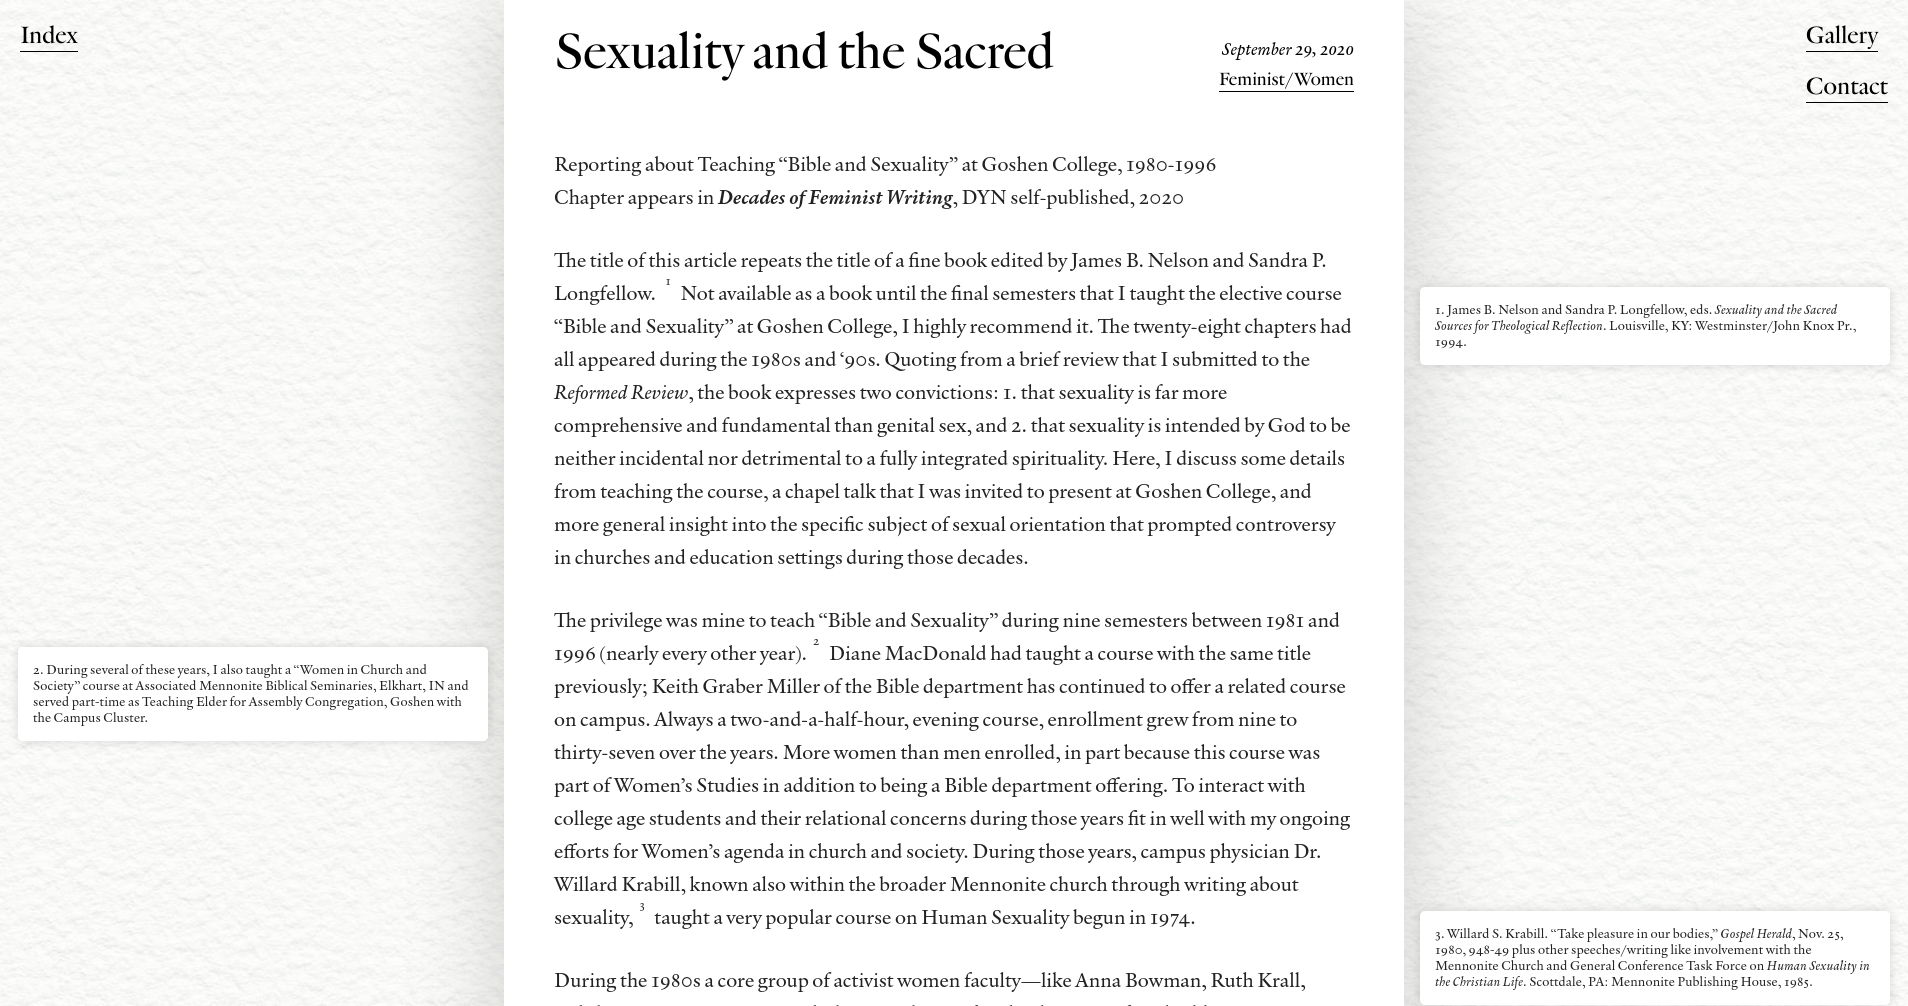 Index
Gallery
Contact
Sexuality and the Sacred
September 29, 2020
Feminist/Women
Reporting about Teaching “Bible and Sexuality” at Goshen College, 1980-1996
Chapter appears in Decades of Feminist Writing, DYN self-published, 2020
The title of this article repeats the title of a fine book edited by James B. Nelson and Sandra P.
Longfellow. 1 Not available as a book until the final semesters that I taught the elective course
“Bible and Sexuality” at Goshen College, I highly recommend it. The twenty-eight chapters had
all appeared during the 1980s and ‘90s. Quoting from a brief review that I submitted to the
Reformed Review, the book expresses two convictions: 1. that sexuality is far more
comprehensive and fundamental than genital sex, and 2. that sexuality is intended by God to be
neither incidental nor detrimental to a fully integrated spirituality. Here, I discuss some details
from teaching the course, a chapel talk that I was invited to present at Goshen College, and
more general insight into the specific subject of sexual orientation that prompted controversy
in churches and education settings during those decades.
1. James B. Nelson and Sandra P. Longfellow, eds. Sexuality and the Sacred
Sources for Theological Reflection. Louisville, KY: Westminster/John Knox Pr.,
1994.
The privilege was mine to teach “Bible and Sexuality” during nine semesters between 1981 and
1996 (nearly every other year). 2 Diane MacDonald had taught a course with the same title
previously; Keith Graber Miller of the Bible department has continued to offer a related course
on campus. Always a two-and-a-half-hour, evening course, enrollment grew from nine to
thirty-seven over the years. More women than men enrolled, in part because this course was
part of Women’s Studies in addition to being a Bible department offering. To interact with
college age students and their relational concerns during those years fit in well with my ongoing
efforts for Women’s agenda in church and society. During those years, campus physician Dr.
Willard Krabill, known also within the broader Mennonite church through writing about
sexuality, 3 taught a very popular course on Human Sexuality begun in 1974.
2. During several of these years, I also taught a “Women in Church and
Society” course at Associated Mennonite Biblical Seminaries, Elkhart, IN and
served part-time as Teaching Elder for Assembly Congregation, Goshen with
the Campus Cluster.
3. Willard S. Krabill. “Take pleasure in our bodies,” Gospel Herald, Nov. 25,
1980, 948-49 plus other speeches/writing like involvement with the
Mennonite Church and General Conference Task Force on Human Sexuality in
the Christian Life. Scottdale, PA: Mennonite Publishing House, 1985.
During the 1980s a core group of activist women faculty—like Anna Bowman, Ruth Krall,